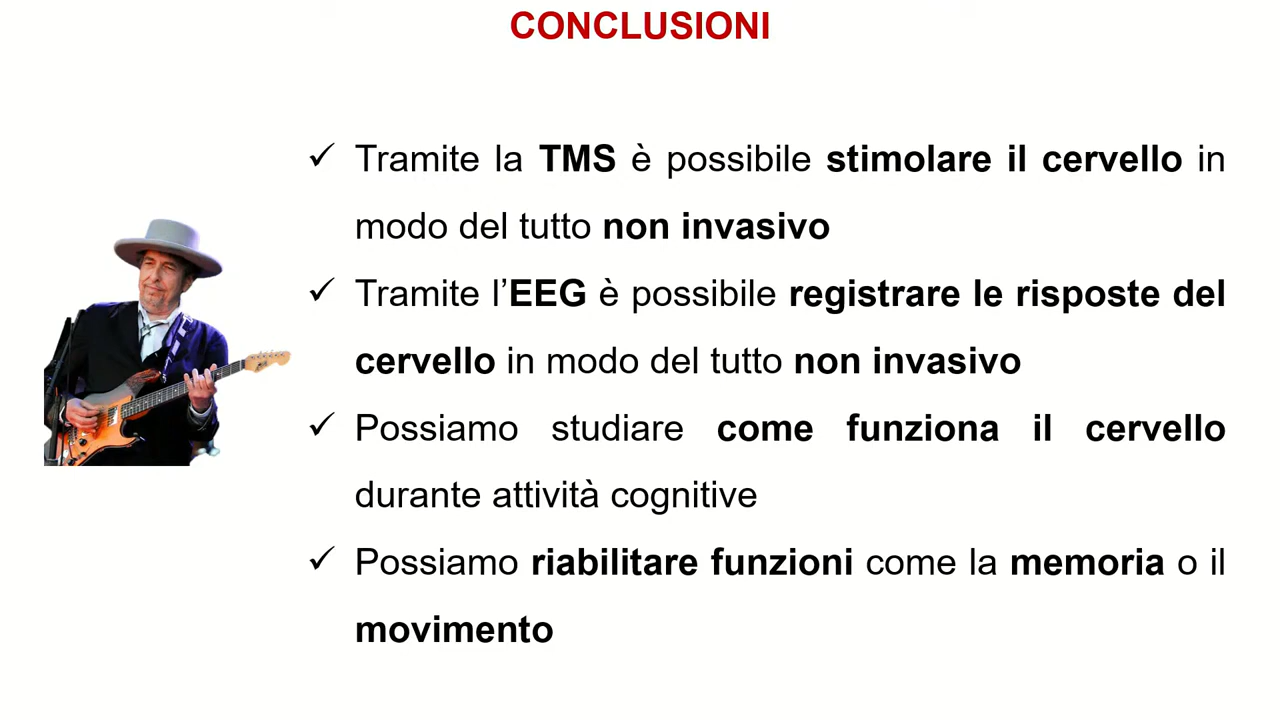 CONCLUSIONI
✓ Tramite la TMS è possibile stimolare il cervello in
modo del tutto non invasivo
✓ Tramite l’EEG è possibile registrare le risposte del
cervello in modo del tutto non invasivo
✓ Possiamo studiare come funziona il cervello
durante attività cognitive
✓ Possiamo riabilitare funzioni come la memoria o il
movimento